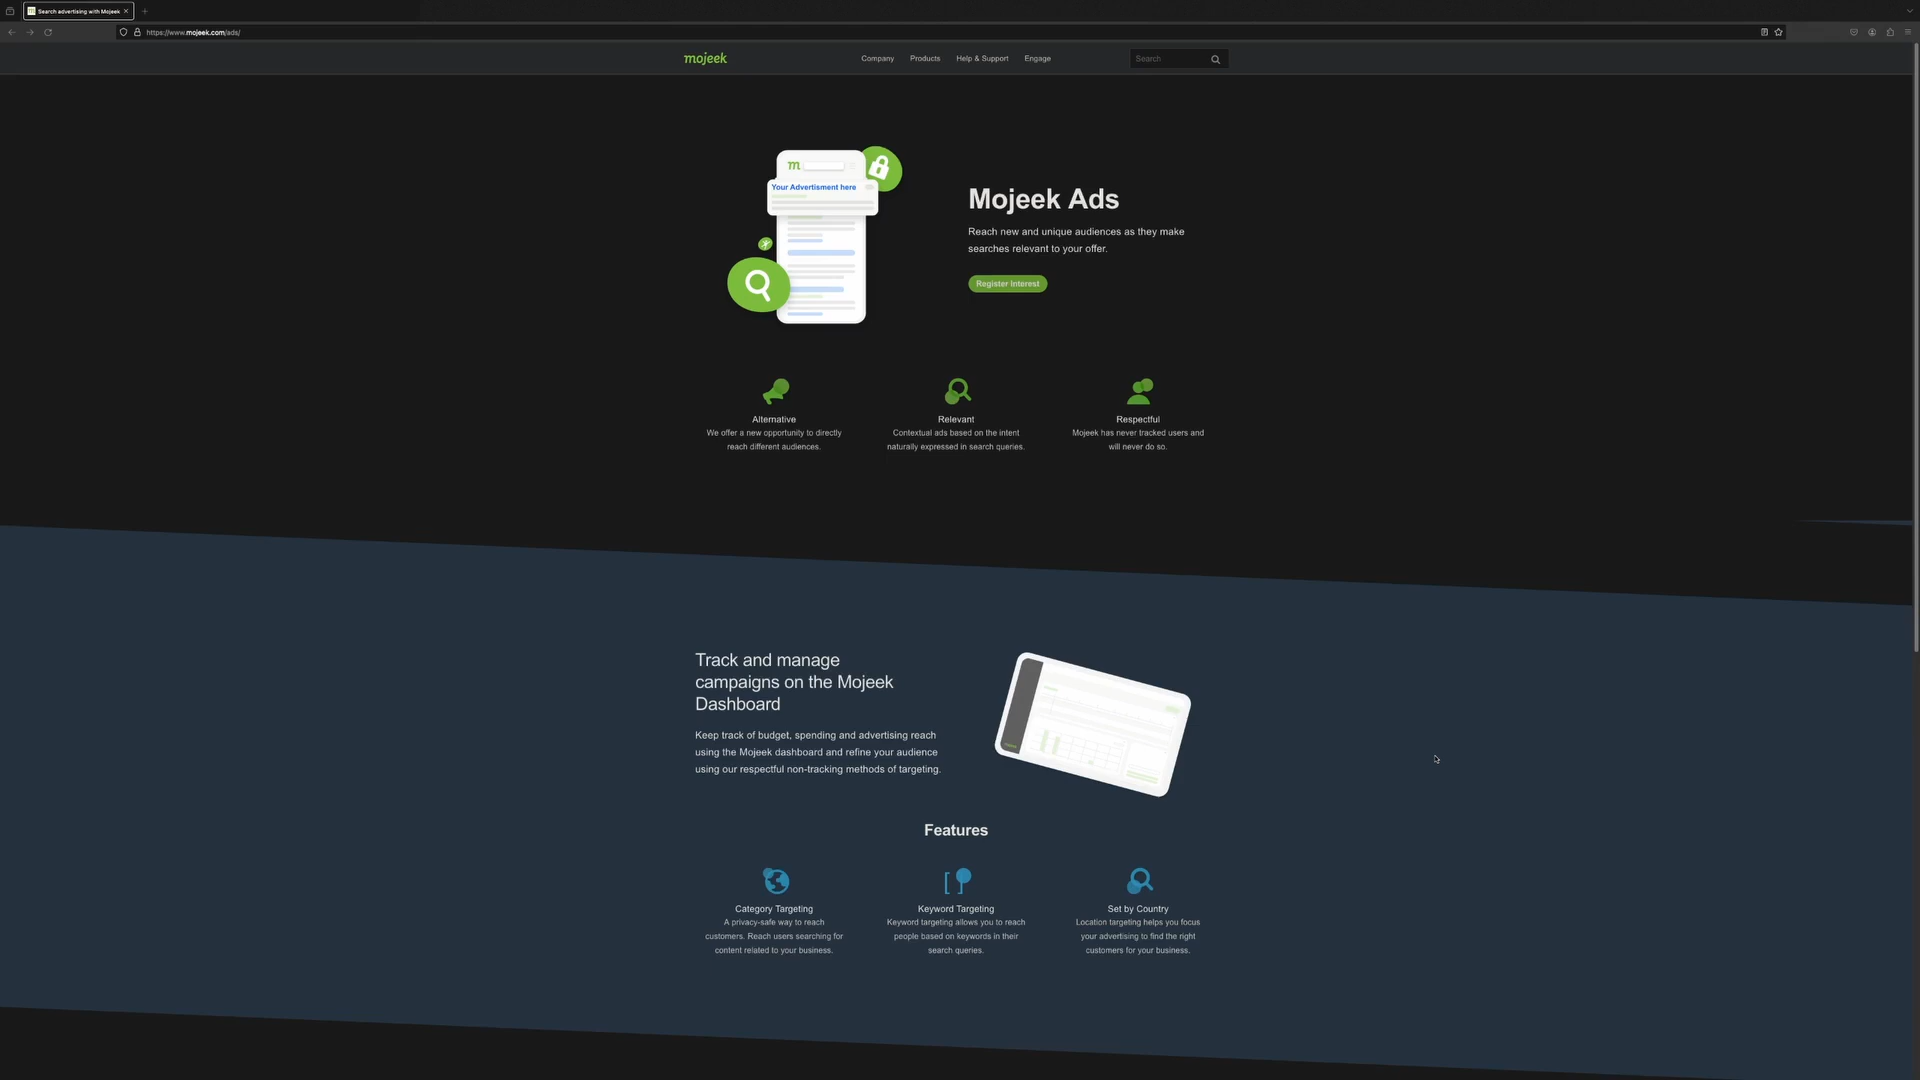 Search advertising with Mojeek
https://www.mojeek.com/ads/
mojeek
Company
Products
Help & Support
Engage
Search
m
Your Advertisment here
Mojeek Ads
Reach new and unique audiences as they make
searches relevant to your offer.
Register Interest
Alternative
We offer a new opportunity to directly
reach different audiences.
Relevant
Contextual ads based on the intent
naturally expressed in search queries.
Respectful
Mojeek has never tracked users and
will never do so.
Track and manage
campaigns on the Mojeek
Dashboard
Keep track of budget, spending and advertising reach
using the Mojeek dashboard and refine your audience
using our respectful non-tracking methods of targeting.
Features
Category Targeting
A privacy-safe way to reach
customers. Reach users searching for
content related to your business.
Keyword Targeting
Keyword targeting allows you to reach
people based on keywords in their
search queries.
Set by Country
Location targeting helps you focus
your advertising to find the right
customers for your business.